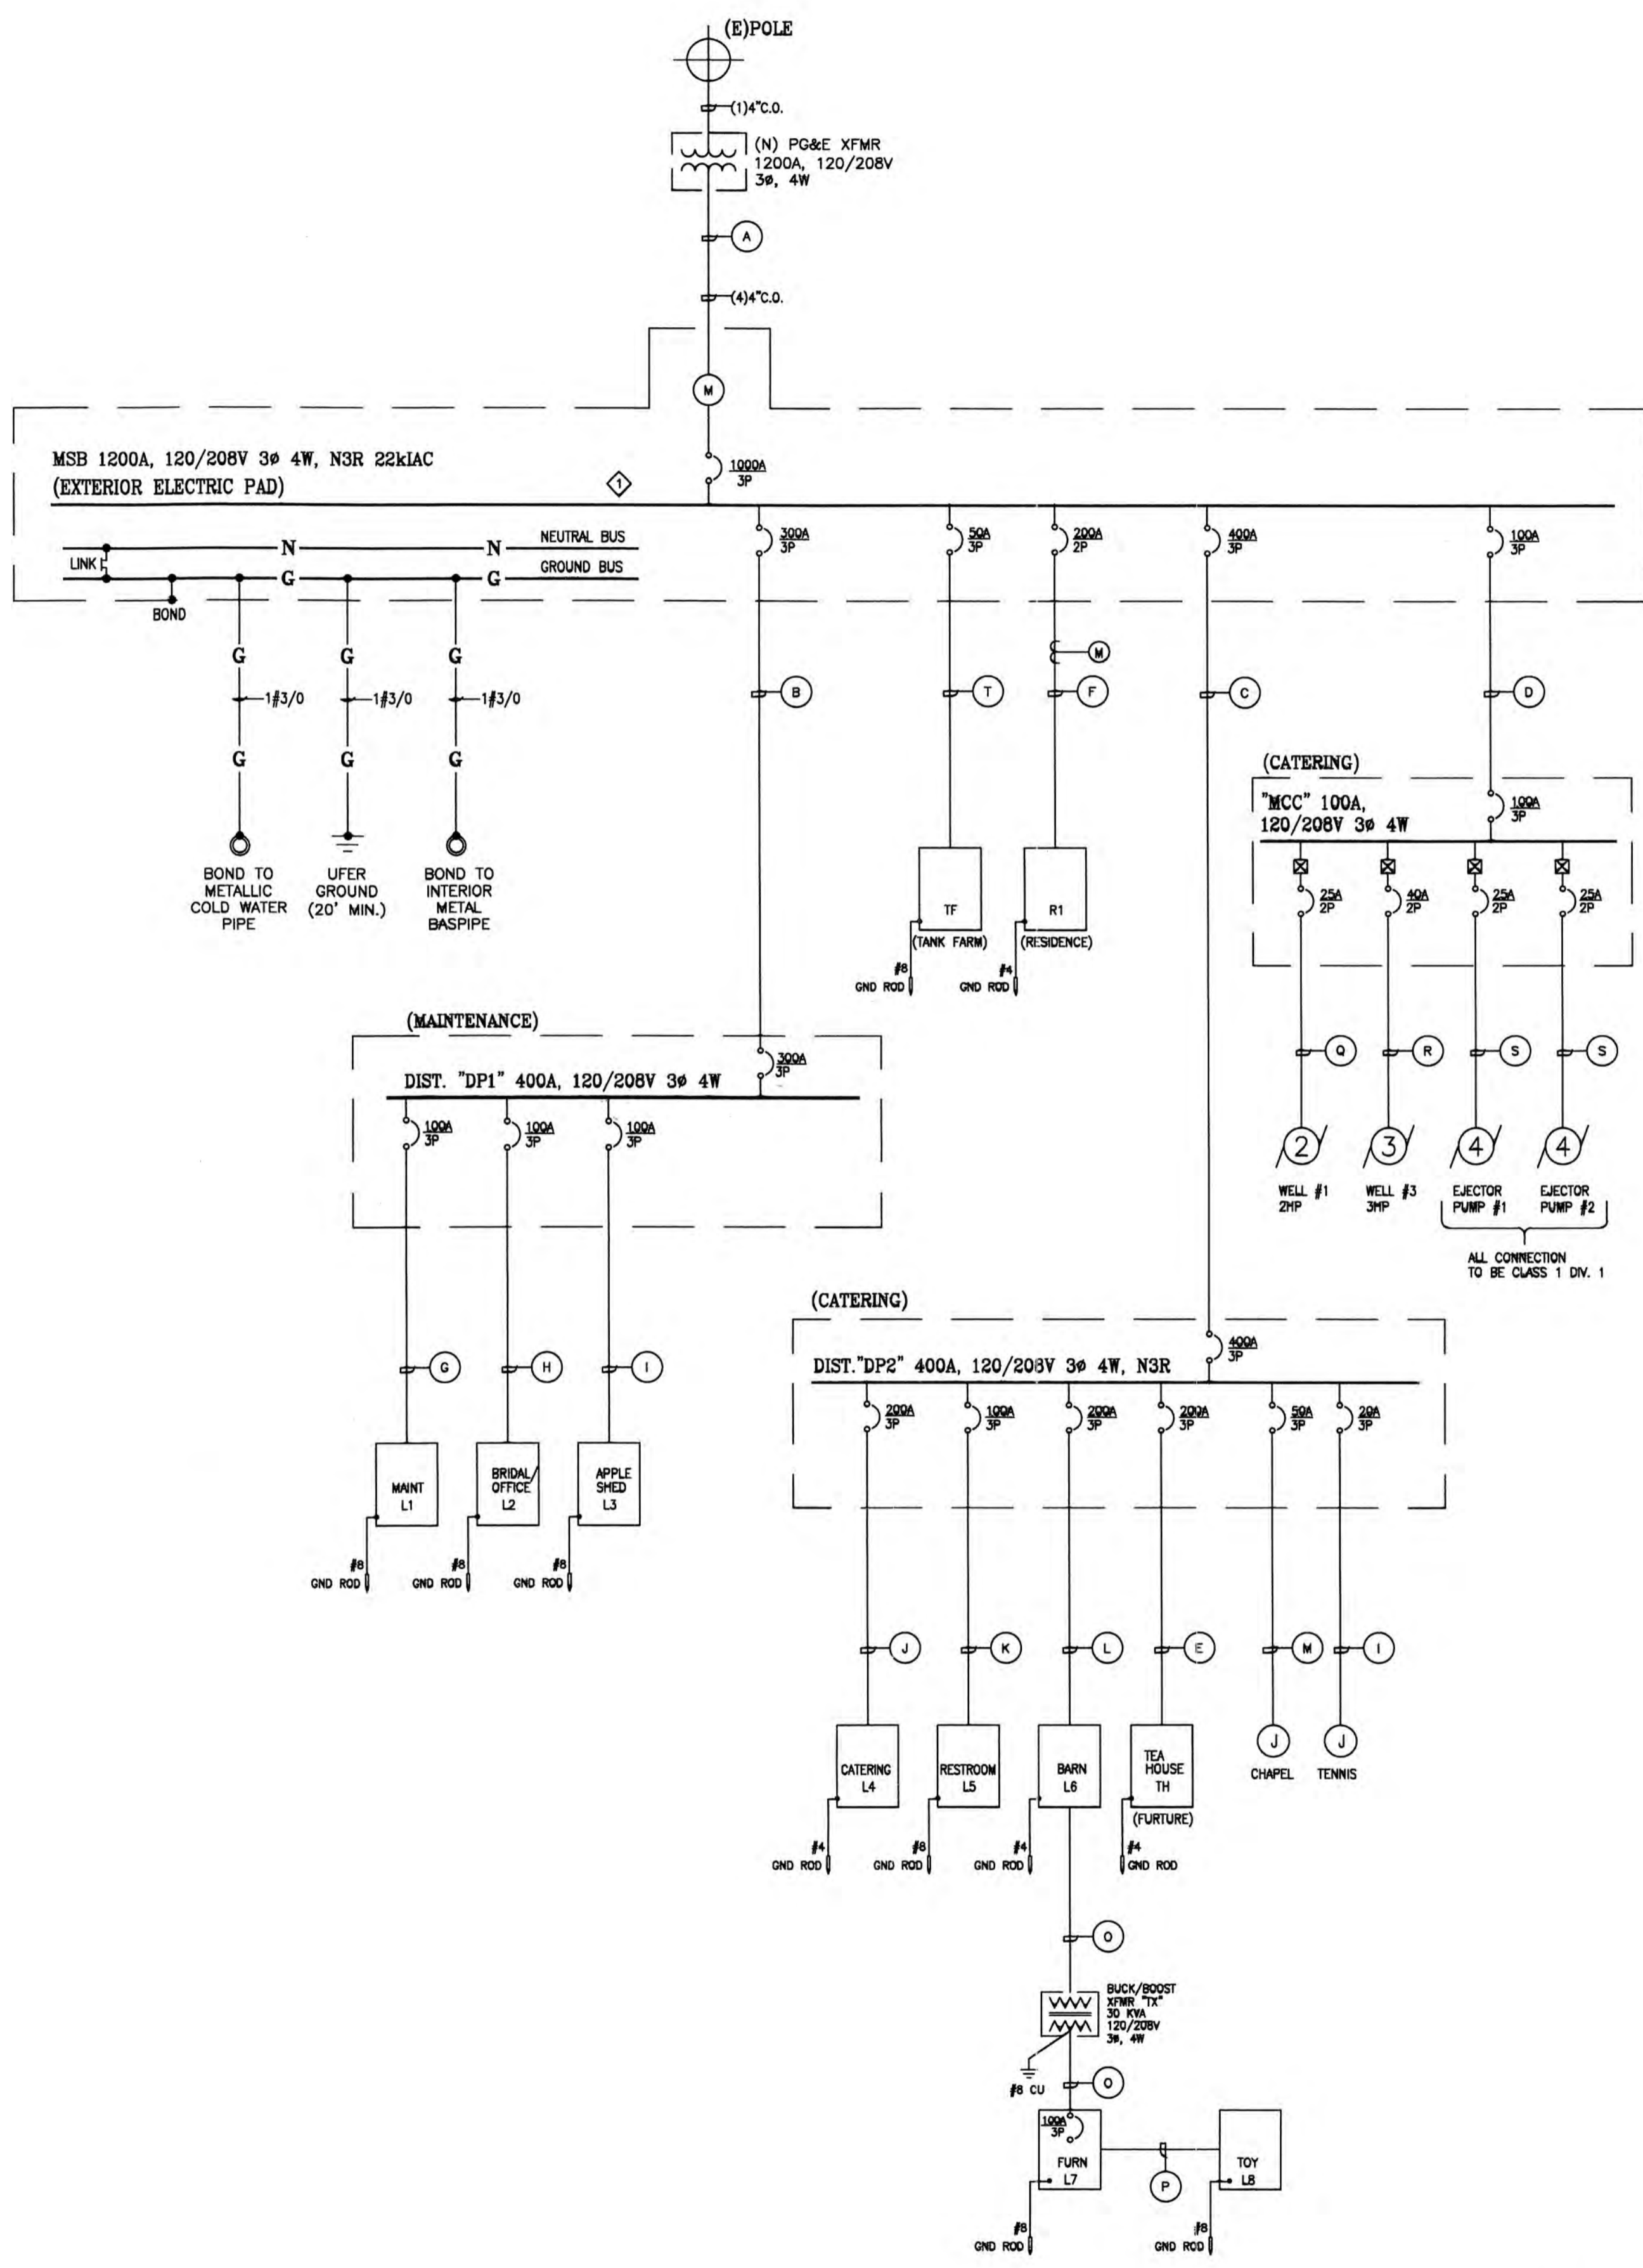 (E)POLE
(1)4"C.O.
(N) PG&E XFMR
1200A, 120/208V
3ø, 4W
A
(4)4"C.O.
M
MSB 1200A, 120/208V 3ø 4W, N3R 22kIAC
(EXTERIOR ELECTRIC PAD)
1
1000A
3P
NEUTRAL BUS
N
N
LINK
GROUND BUS
G
G
BOND
300A
3P
50A
3P
200A
2P
400A
3P
100A
3P
G
G
G
1#3/0
1#3/0
1#3/0
G
G
G
BOND TO
METALLIC
COLD WATER
PIPE
UFER
GROUND
(20' MIN.)
BOND TO
INTERIOR
METAL
BASPIPE
M
B
T
F
C
D
TF
(TANK FARM)
#8
GND ROD
R1
(RESIDENCE)
#4
GND ROD
(CATERING)
"MCC" 100A,
120/208V 3ø 4W
100A
3P
25A
2P
40A
2P
25A
2P
25A
2P
Q
R
S
S
2
3
4
4
WELL #1
2HP
WELL #3
3HP
EJECTOR
PUMP #1
EJECTOR
PUMP #2
ALL CONNECTION
TO BE CLASS 1 DIV. 1
(MAINTENANCE)
300A
3P
DIST. "DP1" 400A, 120/208V 3ø 4W
100A
3P
100A
3P
100A
3P
G
H
I
MAINT
L1
BRIDAL/
OFFICE
L2
APPLE
SHED
L3
#8
GND ROD
#8
GND ROD
#8
GND ROD
(CATERING)
400A
3P
DIST."DP2" 400A, 120/208V 3ø 4W, N3R
200A
3P
100A
3P
200A
3P
200A
3P
50A
3P
20A
3P
J
K
L
E
M
I
CATERING
L4
RESTROOM
L5
BARN
L6
TEA
HOUSE
TH
(FURTURE)
J
CHAPEL
J
TENNIS
#4
GND ROD
#8
GND ROD
#4
GND ROD
#4
GND ROD
O
BUCK/BOOST
XFMR "TX"
30 KVA
120/208V
3ø, 4W
#8 CU
O
100A
3P
FURN
L7
P
TOY
L8
#8
GND ROD
#8
GND ROD